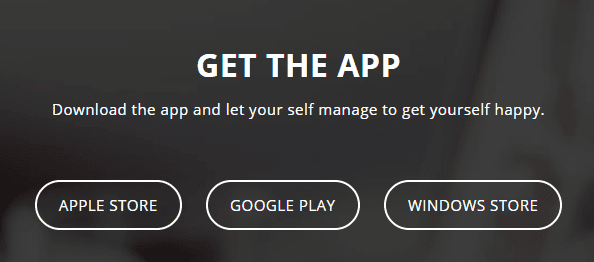 GET THE APP
Download the app and let your self manage to get yourself happy.
APPLE STORE GOOGLE PLAY WINDOWS STORE